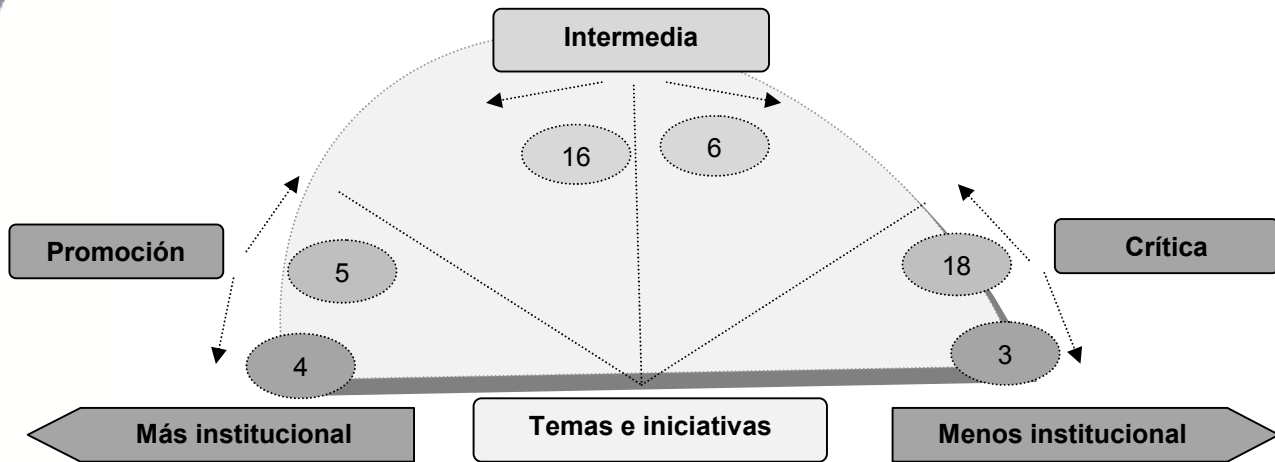 Intermedia
16
6
Promoción
5
18
Crítica
4
3
Más institucional
Temas e iniciativas
Menos institucional